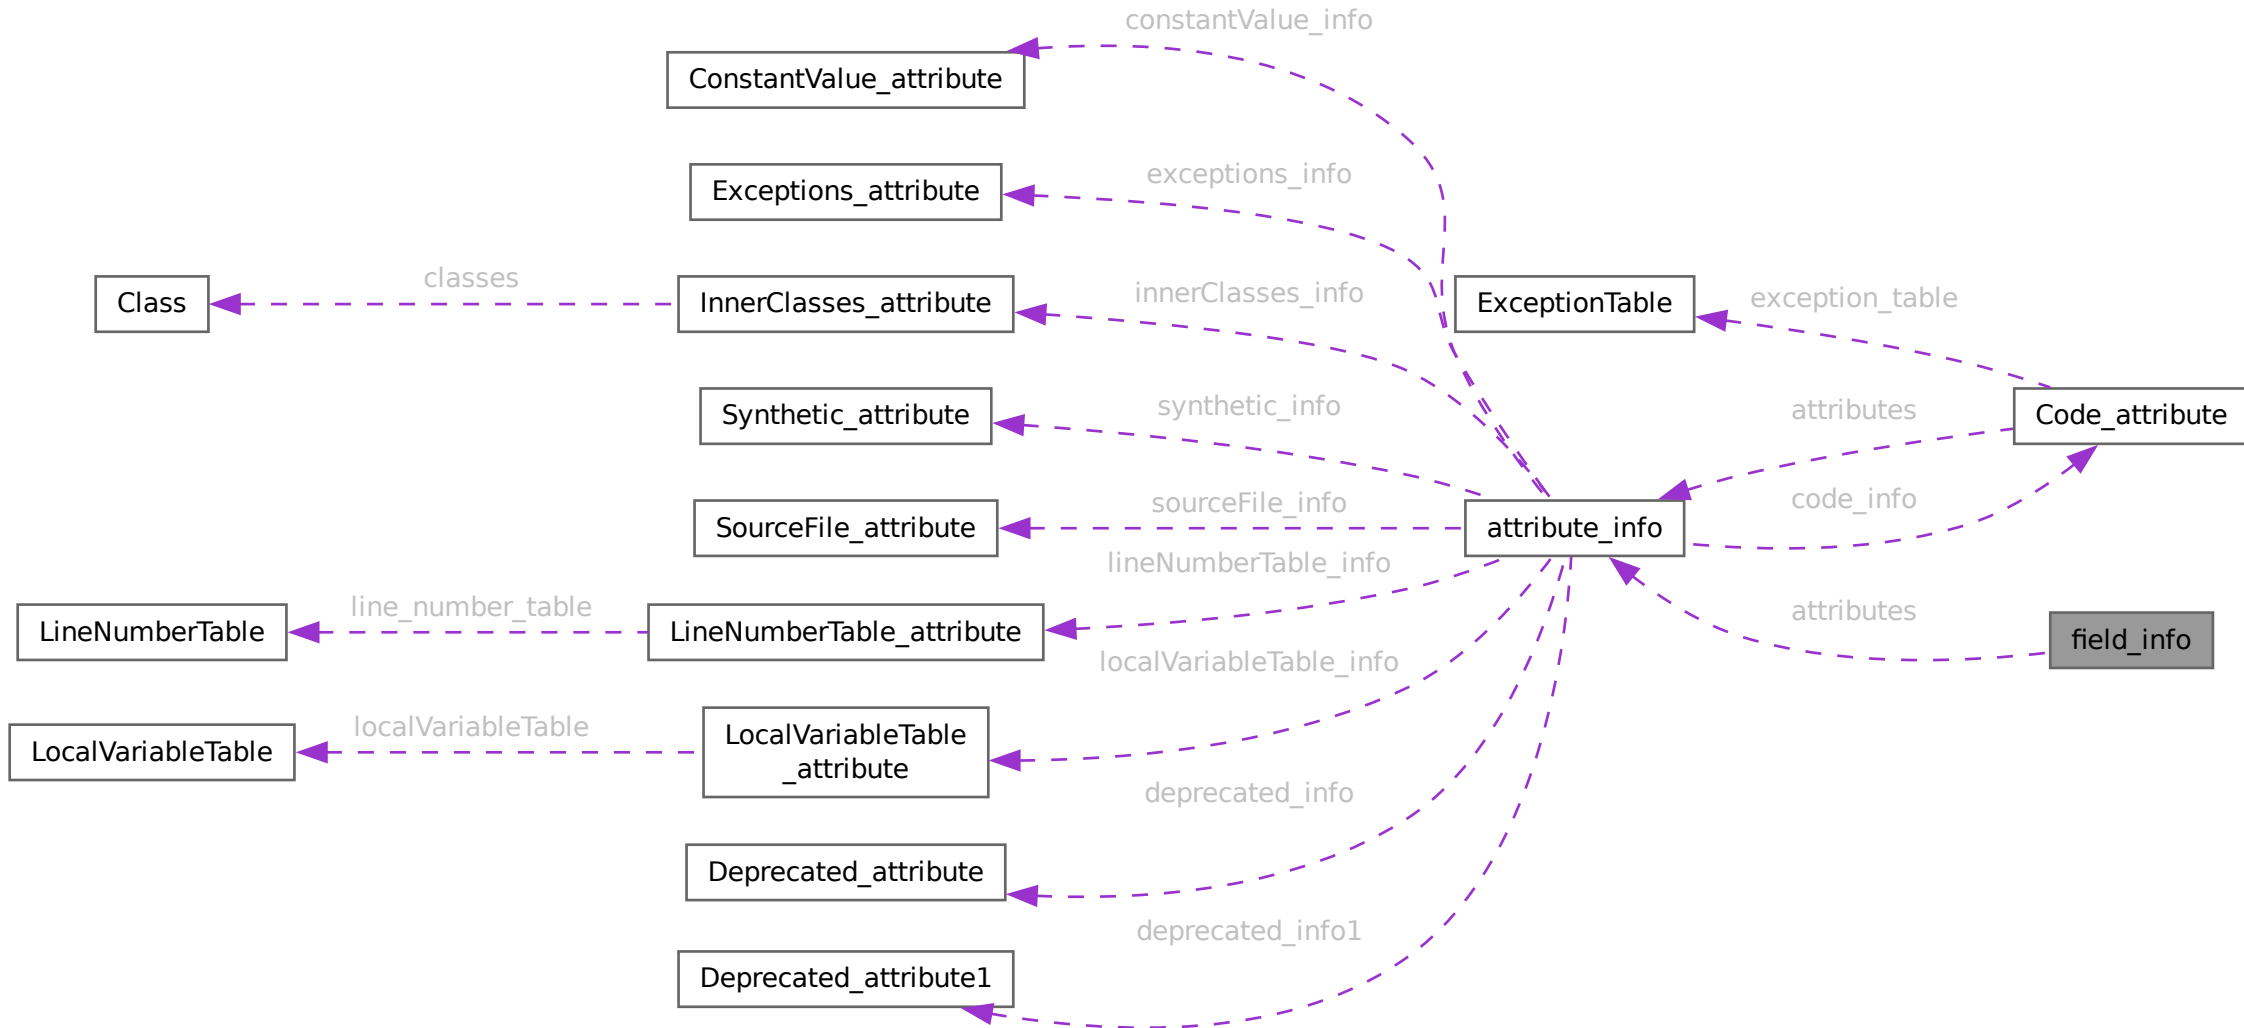 constantValue_info
ConstantValue_attribute
exceptions_info
Exceptions_attribute
classes
innerClasses_info
exception_table
Class
InnerClasses_attribute
ExceptionTable
synthetic_info
attributes
Synthetic_attribute
Code_attribute
sourceFile_info
code_info
SourceFile_attribute
attribute_info
lineNumberTable_info
line_number_table
attributes
LineNumberTable
LineNumberTable_attribute
field_info
localVariableTable_info
localVariableTable
LocalVariableTable
LocalVariableTable
_attribute
deprecated_info
Deprecated_attribute
deprecated_info1
Deprecated_attribute1